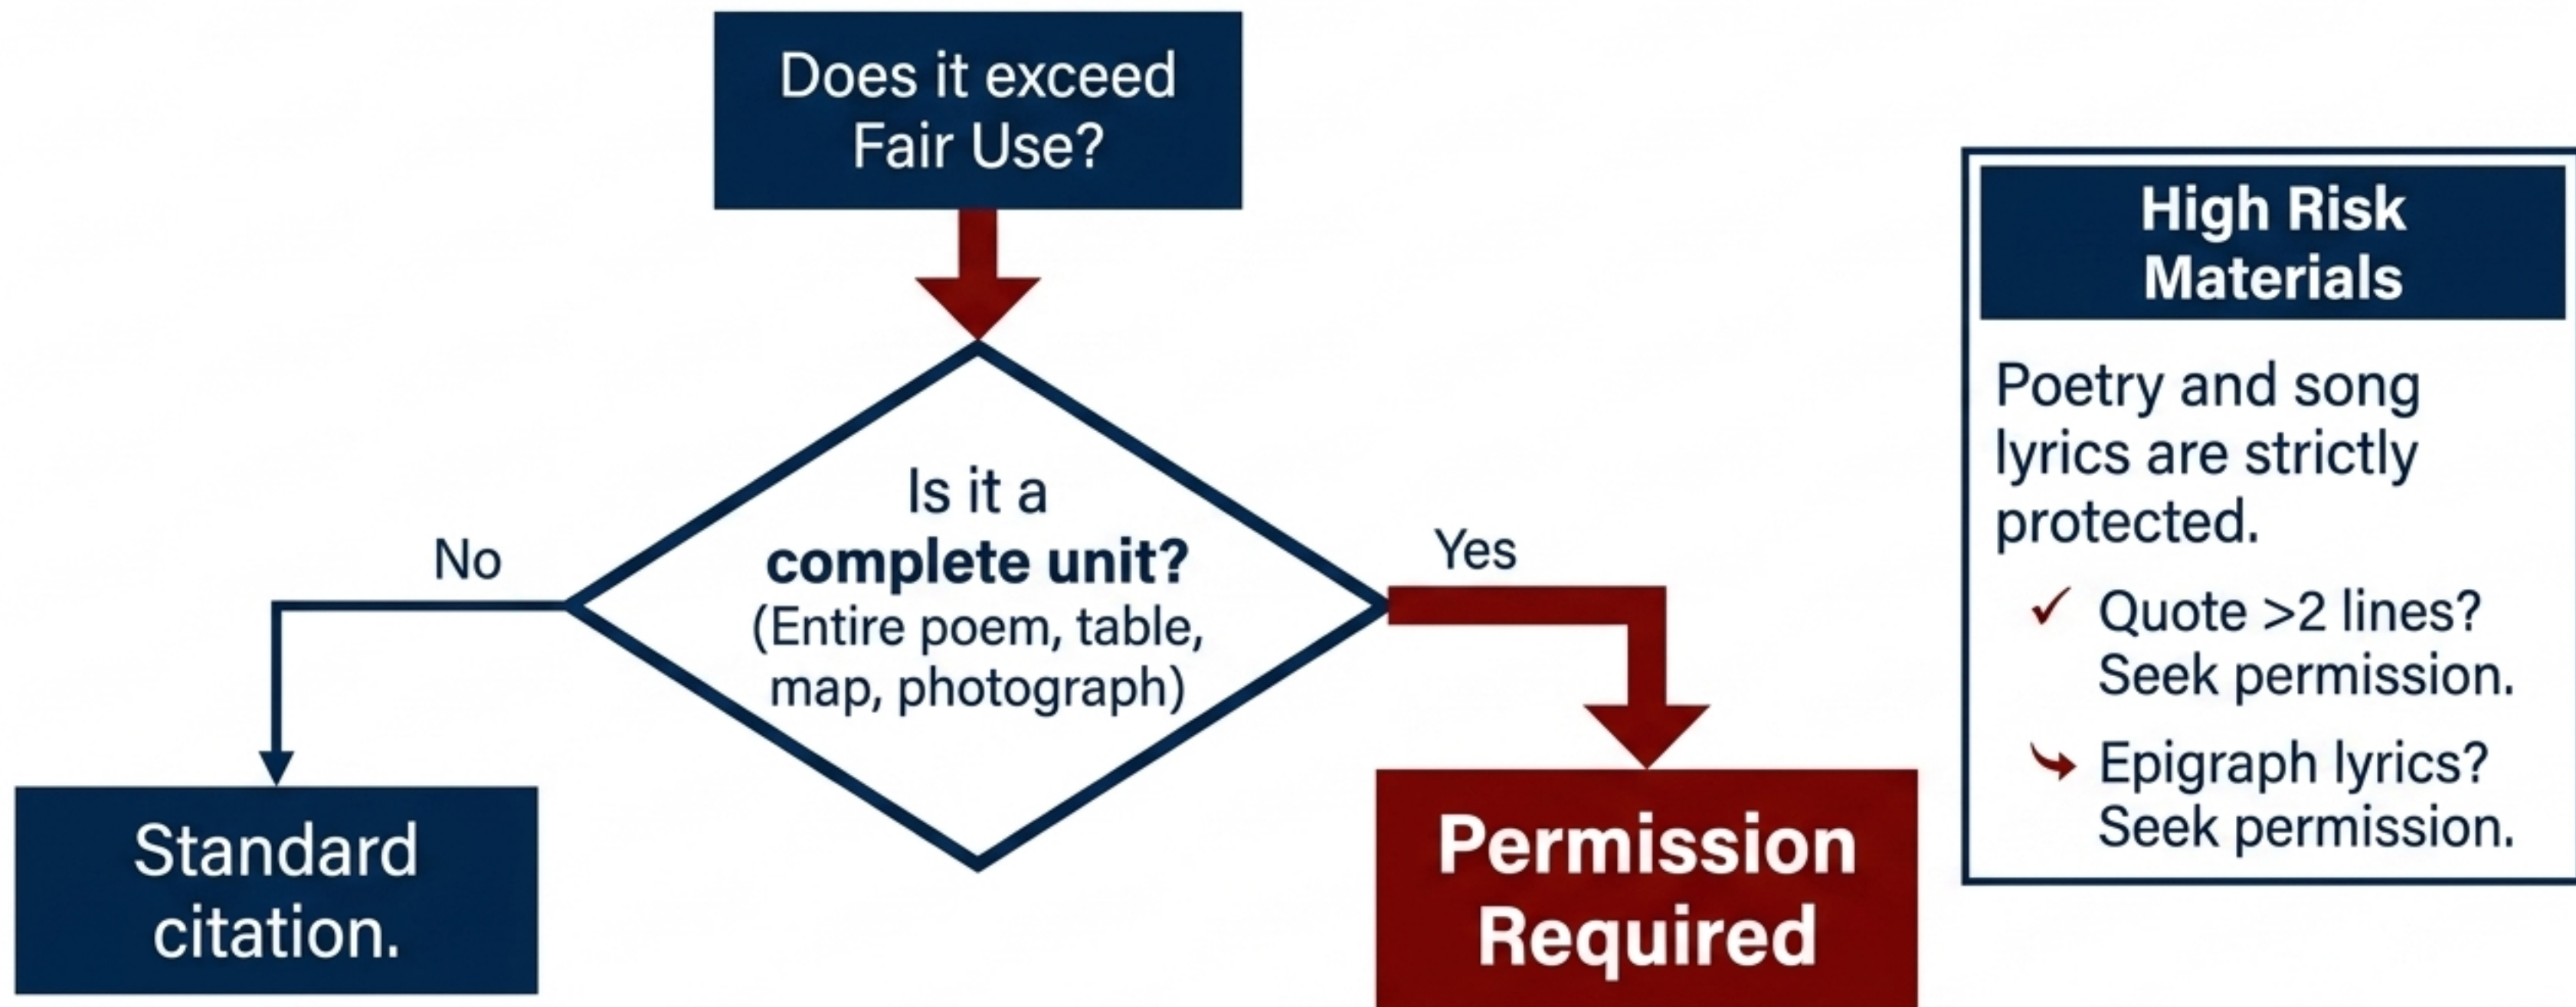 Does it exceed
Fair Use?
Is it a
complete unit?
(Entire poem, table,
map, photograph)
No
Yes
Standard
citation.
Permission
Required
High Risk
Materials
Poetry and song
lyrics are strictly
protected.
✓ Quote >2 lines?
Seek permission.
Epigraph lyrics?
Seek permission.